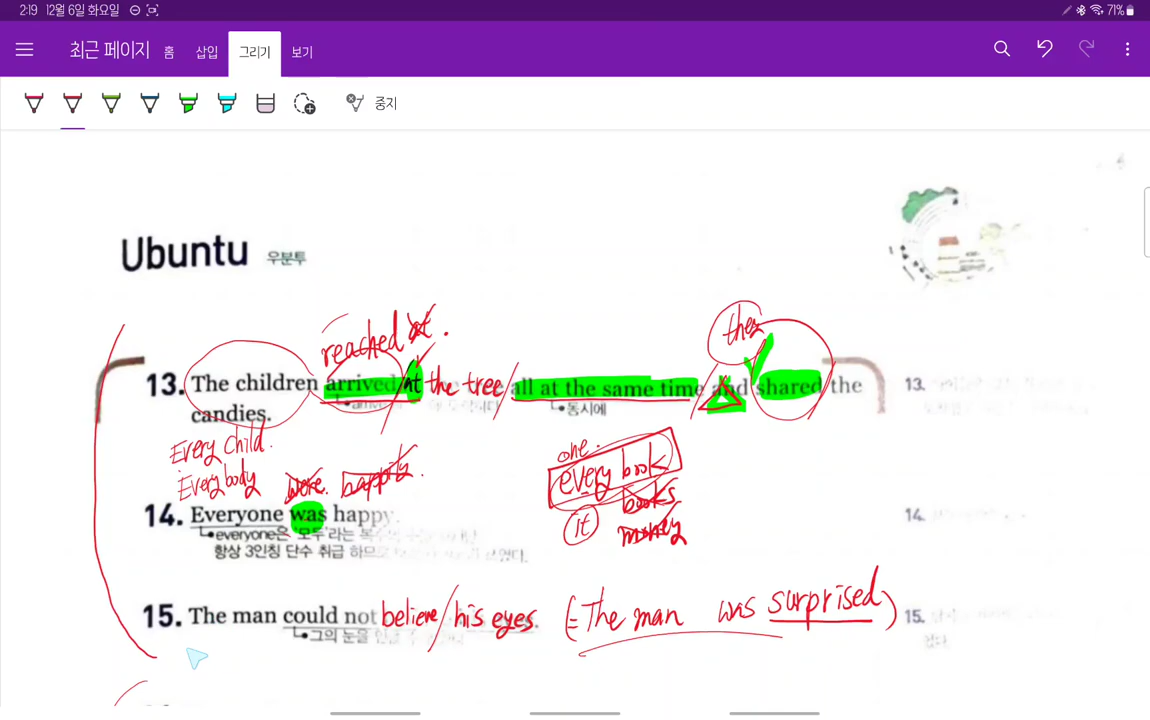 2:19 12월 6일 화요일 71%
최근 페이지 홈 삽입 그리기 보기
중지
Ubuntu 우분투
then
reached at.
13. The children arrived at the tree all at the same time and shared the
동시에
candies.
13.
Every child.
Everybody were. happily.
one.
every book
books
it
money
14. Everyone was happy.
14.
everyone은 '모두'라는
항상 3인칭 단수 취급 하므로
15. The man could not believe his eyes. (= The man was surprised)
15.
그의 눈을